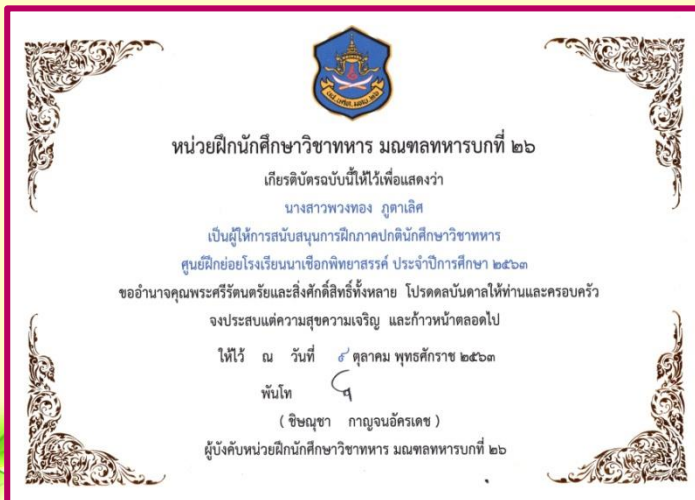 หน่วยฝึกนักศึกษาวิชาทหาร มณฑลทหารบกที่ ๒๖
เกียรติบัตรฉบับนี้ให้ไว้เพื่อแสดงว่า
นางสาวพวงทอง ภูตาเลิศ
เป็นผู้ให้การสนับสนุนการฝึกภาคปกตินักศึกษาวิชาทหาร
ศูนย์ฝึกย่อยโรงเรียนนาเชือกพิทยาสรรค์ ประจำปีการศึกษา ๒๕๖๓
ขออำนาจคุณพระศรีรัตนตรัยและสิ่งศักดิ์สิทธิ์ทั้งหลาย โปรดดลบันดาลให้ท่านและครอบครัว
จงประสบแต่ความสุขความเจริญ และก้าวหน้าตลอดไป
ให้ไว้ ณ วันที่ ๙ ตุลาคม พุทธศักราช ๒๕๖๓
พันโท
( ชิษณุชา กาญจนอัครเดช )
ผู้บังคับหน่วยฝึกนักศึกษาวิชาทหาร มณฑลทหารบกที่ ๒๖